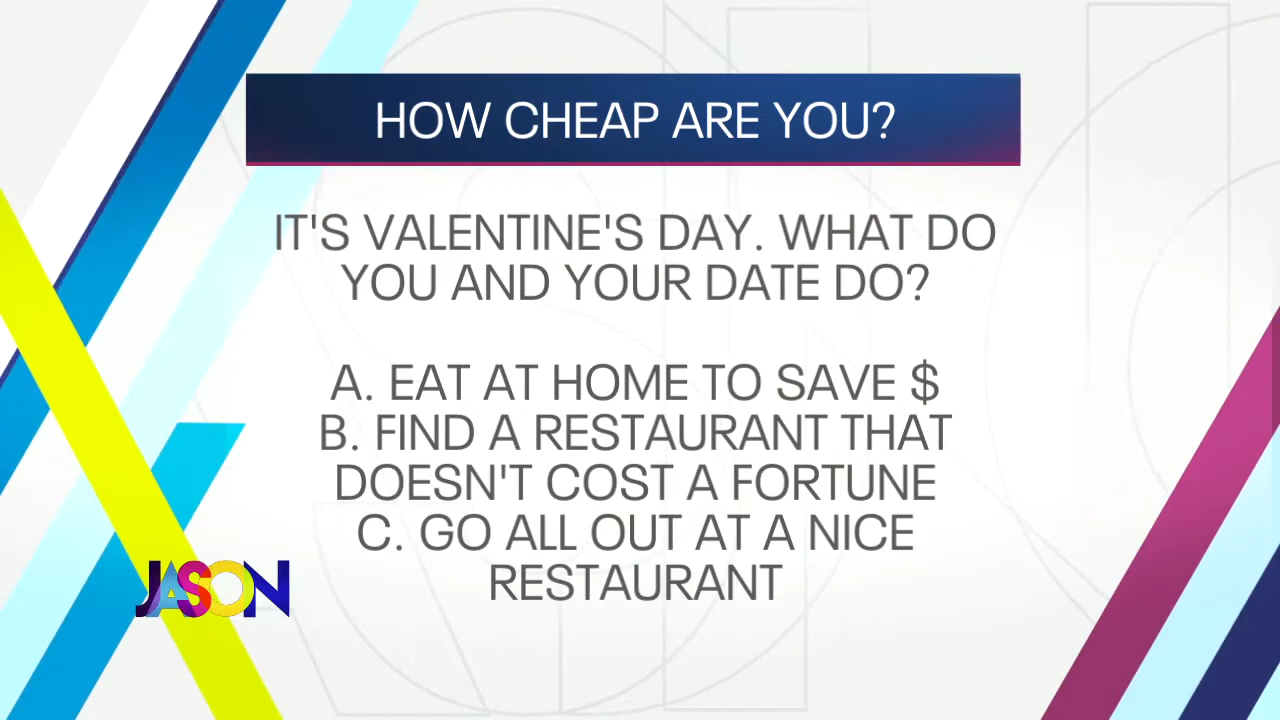 HOW CHEAP ARE YOU?
IT'S VALENTINE'S DAY. WHAT DO
YOU AND YOUR DATE DO?
A. EAT AT HOME TO SAVE $
B. FIND A RESTAURANT THAT
DOESN'T COST A FORTUNE
C. GO ALL OUT AT A NICE
RESTAURANT
JASON